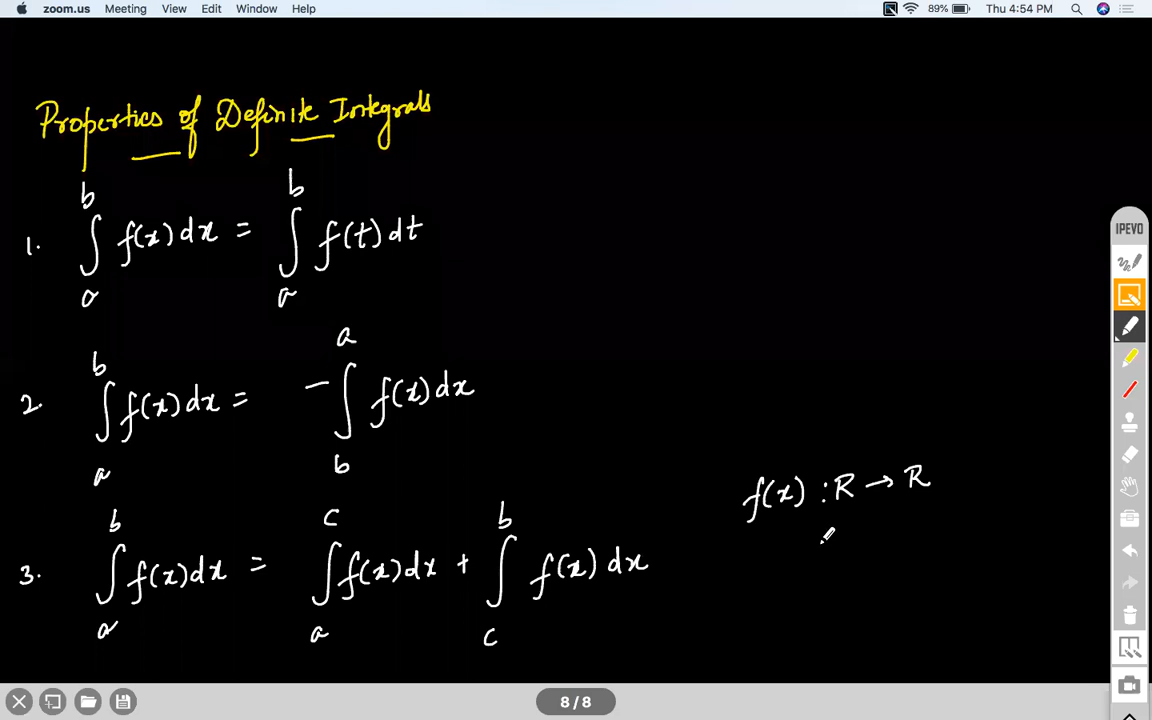 zoom.us Meeting View Edit Window Help 89% Thu 4:54 PM
Properties of Definite Integrals
IPEVO
1. ∫_a^b f(x) dx = ∫_a^b f(t) dt
2. ∫_a^b f(x) dx = - ∫_b^a f(x) dx
f(x) : R → R
3. ∫_a^b f(x) dx = ∫_a^c f(x) dx + ∫_c^b f(x) dx
8/8